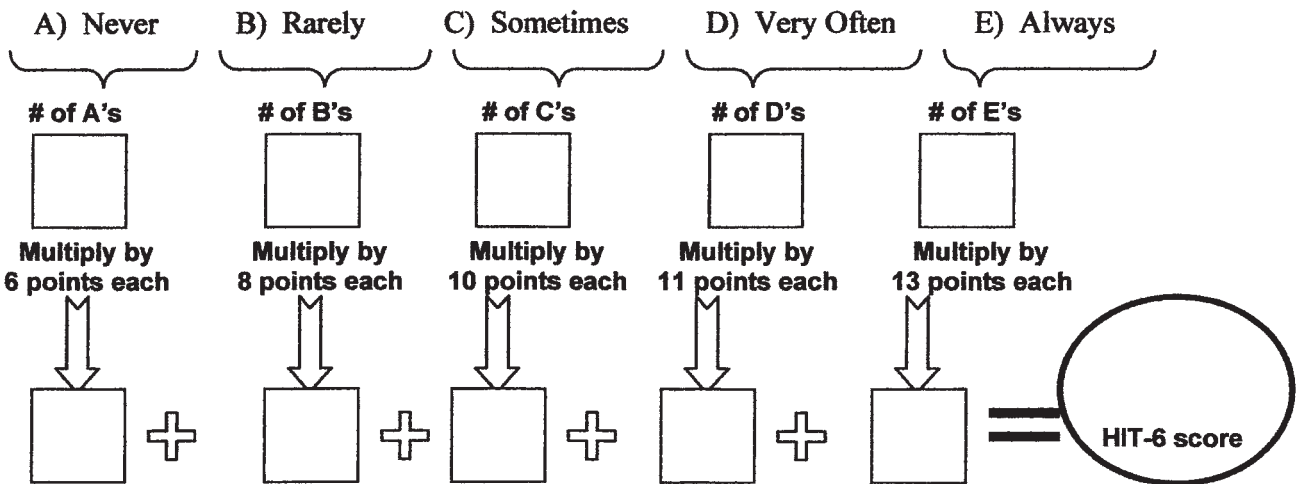 A) Never B) Rarely C) Sometimes D) Very Often E) Always
# of A's # of B's # of C's # of D's # of E's
Multiply by Multiply by Multiply by Multiply by Multiply by
6 points each 8 points each 10 points each 11 points each 13 points each
HIT-6 score